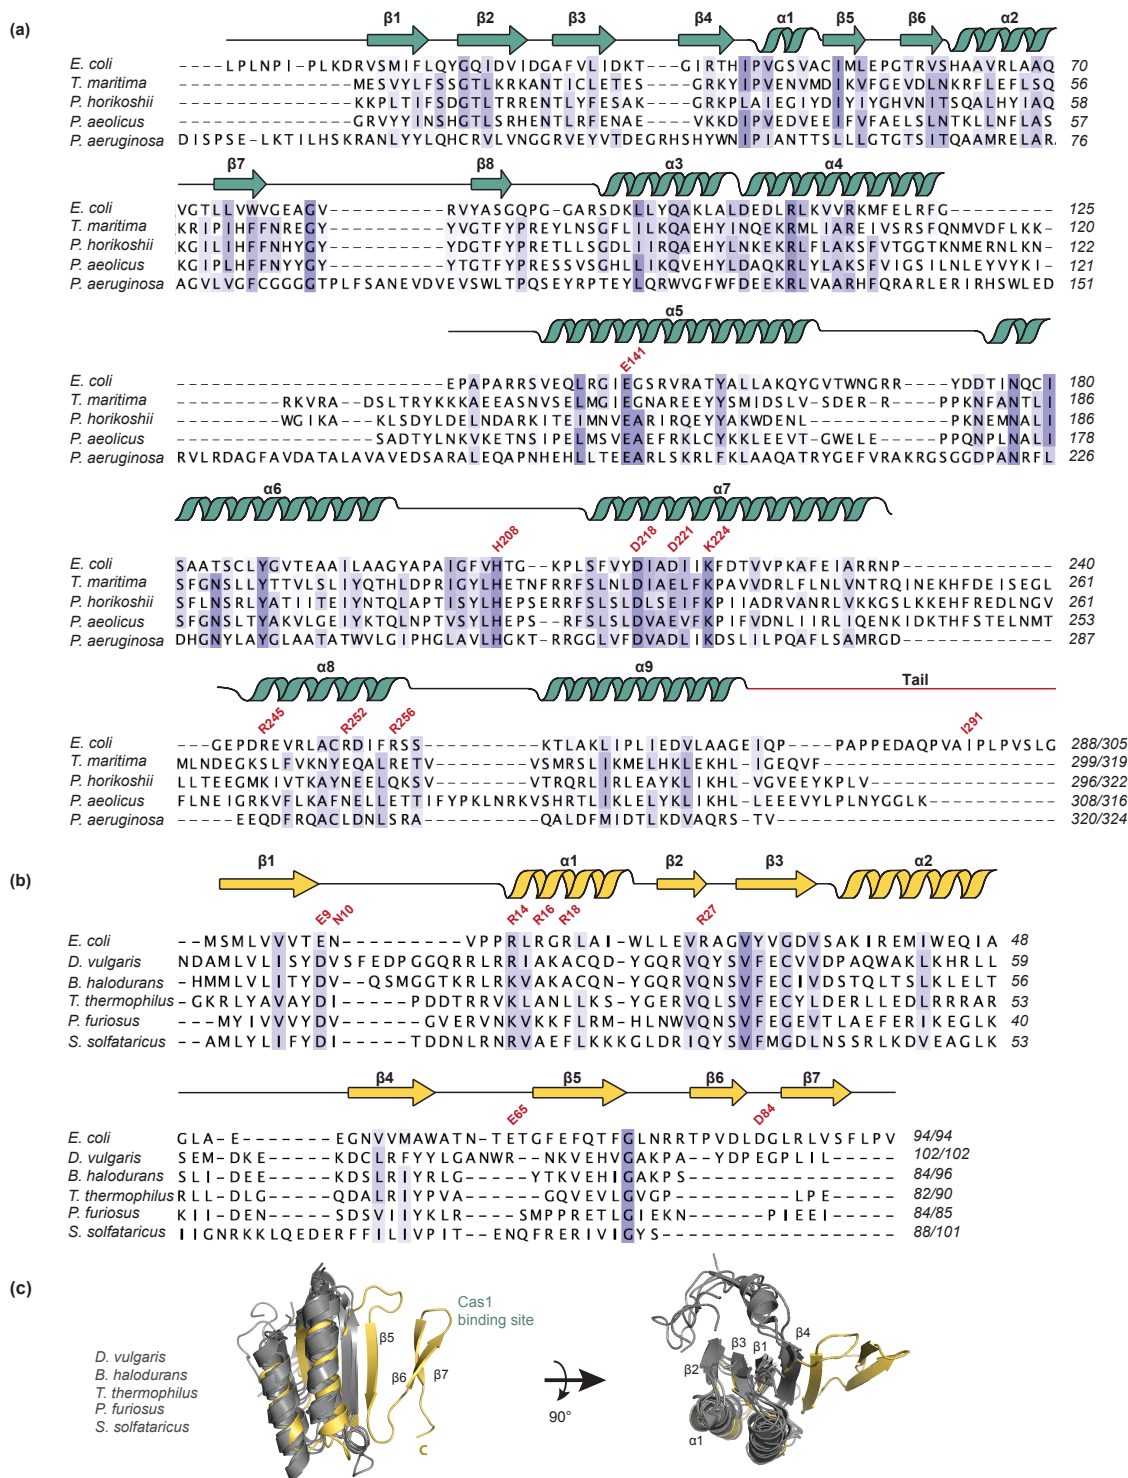 (a)
β1 β2 β3 β4 α1 β5 β6 α2
E. coli ----LPLNPI-PLKDRVSMIFLQYGQIDVIDGAFVLIDKT----GIRTHIPVGSVACIMLEPGTRVSHAAVRLAAQ 70
T. maritima MESVYYLFSSGTLKRKANTICLETES----GRKYIPVENVMDIKVFGEVDLNKRFLEFLSQ 56
P. horikoshii KKPLTIFSDGTLTRRENTLYFESAK----GRKPLAIEGIYDIYIYGHVNITSQALHYIAQ 58
P. aeolicus GRVYYINSHGTLSRHENTLRFENAE----VKKDIPVEDVEEIFVFAELSLNTKLLNFLAS 57
P. aeruginosa DISPSE-LKTILHSKRANLYYLQHCRVLVNGGRVEYVTDEGRHSHYWNIPIANTTSLLLGTGTSITQAAMRELAR 76
β7 β8 α3 α4
E. coli VGTLLVWVGEAGV----------RVYASGQPG-GARSDKLLYQAKLALDEDLRLKVVRKMFELRFG--------- 125
T. maritima KRIPIHFFNREGY----------YVGTFYPREYLNSGFLILKQAEHYINQEKRMLIAREIVSRSFQNMVDFLKK- 120
P. horikoshii KGILIHFFNHYGY----------YDGTFYPRETLLSGDLIIRQAEHYLDKEKRLFLAKSFVTGGTKNMERNLKN- 122
P. aeolicus KGIPLHFFNYYGY----------YTGTFYPRESSVSGHLLIKQVEHYLDAQKRLYLAKSFVIGSILNLEYVYKI- 121
P. aeruginosa AGVLVGFCGGGGTPLFSANEVDVEVSWLTPQSEYRPTEYLQRWVGFWFDEEKRLVAARHFQRARLERIRHSWLED 151
α5
E141
E. coli EPAPARRSVEQLRGIEGSRVRATYALLAKQYGVTWNGRR----YDDTINQCI 180
T. maritima RKVRA--DSLTRYKKKAEEASNVSELMGIEGNAREEYYSMIDSLV-SDER-R----PPKNFANTLI 186
P. horikoshii WGIKA---KLSDYLDELNDARKITEIMNVEARIRQEYYAKWDENL----PKNEMNALI 186
P. aeolicus SADTYLNKVKETNSIPELMSVEAEFRKLCYKKLEEVT-GWELE----PPQNPLNALI 178
P. aeruginosa RVLRDAGFAVDATALAVAVEDSARALEQAPNHEHLLTEEARLSKRLFKLAAQATRYGEFVRAKRGSGGDPANRFL 226
α6 α7
H208 D218 D221 K224
E. coli SAATSCLYGVTEAAILAAGYAPAIGFVHTG---KPLSFVYDIADIIKFDTVVPKAFEIARRNP------------ 240
T. maritima SFGNSLLYTTVLSLIYQTHLDPRIGYLHETNFRRFSLNLDIAELFKPAVVDRLFLNLVNTRQINEKHFDEISEGL 261
P. horikoshii SFLNSRLYATIITEIYNTQLAPTISYLHEPSERRFSLSLDLSEIFKPIIADRVANRLVKKGSLKKEHFREDLNGV 261
P. aeolicus SFGNSLTYAKVLGEIYKTQLNPTVSYLHEPS--RFSLSLDVAEVFKPIFVDNLIIRLIQENKIDKTHFSTELNMT 253
P. aeruginosa DHGNYLAYGLAATATWVLGIPHGLAVLHGKT--RRGGLVFDVADLIKDSLILPQAFLSAMRGD------------ 287
α8 α9 Tail
R245 R252 R256 I291
E. coli ---GEPDREVRLACRDIFRSS----------KTLAKLIPLIEDVLAAGEIQP----PAPPEDAQPVAIPLPVSLG 288/305
T. maritima MLNDEGKSLFVKNYEQALRETV---------VSMRSLIKMELHKLEKHL-IGEQVF------------------- 299/319
P. horikoshii LLTEEGMKIVTKAYNEELQKSV---------VTRQRLIRLEAYKLIKHL-VGVEEYKPLV--------------- 296/322
P. aeolicus FLNEIGRKVFLKAFNELLETTIFYPKLNRKVSHRTLIKLELYKLIKHL-LEEEVYLPLNYGGLK----------- 308/316
P. aeruginosa -----EEQDFRQACLDNLSRA----------QALDFMIDTLKDVAQRS-TV------------------------ 320/324
(b)
β1 α1 β2 β3 α2
E9 N10 R14 R16 R18 R27
E. coli --MSMLVVVTEN----------VPPRLRGRLAI-WLLEVRAGVYVGDVSAKIREMIWEQIA 48
D. vulgaris NDAMLVLISYDVSFEDPGGQRRLRRIAKACQD-YGQRVQYSVFECVVDPAQWAKLKHRLL 59
B. halodurans -HMMLVLITYDV--QSMGGTKRLRKVAKACQN-YGQRVQNSVFECIVDSTQLTSLKLELT 56
T. thermophilus -GKRLYAVAYDI-----PDDTRRVKLANLLKS-YGERVQLSVFECYLDERLLEDLRRRAR 53
P. furiosus --MYIVVVYDV-----GVERVNKVKKFLRM-HLNWVQNSVFEGEVTLAEFERIKEGLK 40
S. solfataricus --AMLYLIFYDI-----TDDNLRNRVAEFLKKKGLDRIQYSVFMGDLNSSRLKDVEAGLK 53
β4 β5 β6 β7
E65 D84
E. coli GLA-E------EGNVVMAWATNT-ETGFEFQTFGLNRRTPVDLDGLRLVSFLPV 94/94
D. vulgaris SEMDKE-----KDCLRFYYLGANWR--NKVEHVGAKPA--YDPEGPLIL----- 102/102
B. halodurans SLI-DEE----KDSLRIYRLG------YTKVEHIGAKPS--------------- 84/96
T. thermophilus RLL-DLG----QDALRIYPVA------GQVEVLGVGP--------LPE------ 82/90
P. furiosus KII-DEN----SDSVIIYKLR-----SMPPRETLGIEKN------PIEEI---- 84/85
S. solfataricus IIGNRKKLQEDERFFILIVPIT--ENQFRERIVIGYS----------------- 88/101
(c)
Cas1
binding site
β5
β6
β7
C
D. vulgaris
B. halodurans
T. thermophilus
P. furiosus
S. solfataricus
90°
β4
β3 β1
β2
α1